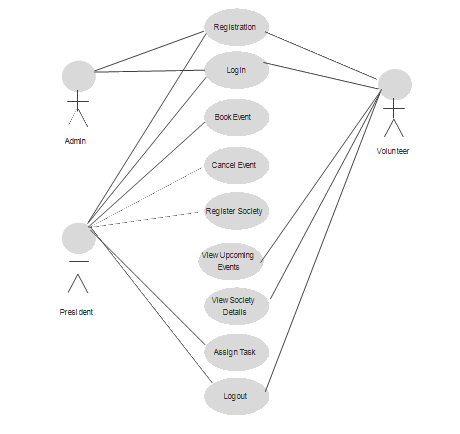 Registration
Login
Admin
Book Event
Volunteer
Cancel Event
Register Society
View Upcoming
Events
View Society
Details
President
Assign Task
Logout